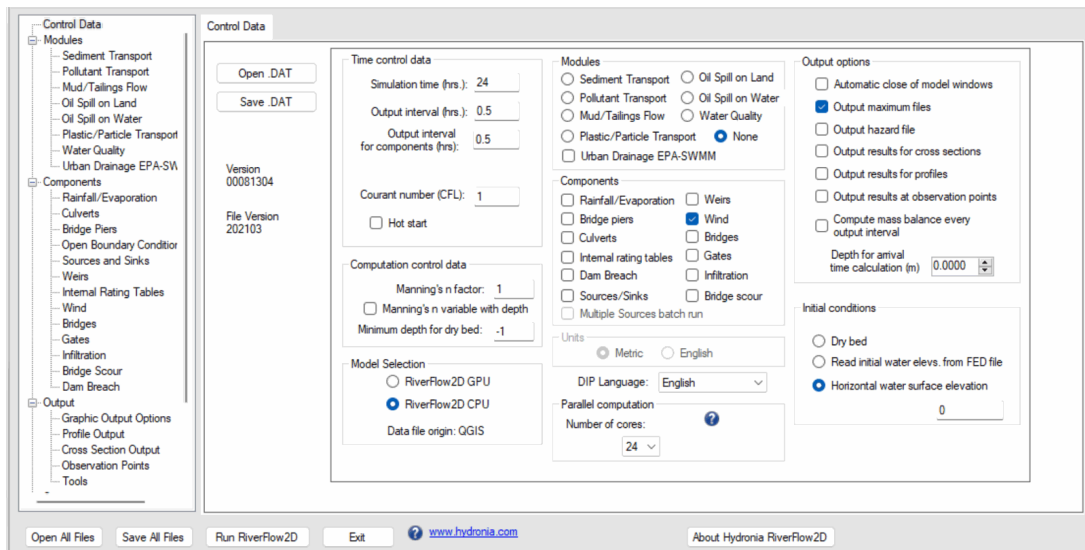 Control Data
Modules
Sediment Transport
Pollutant Transport
Mud/Tailings Flow
Oil Spill on Land
Oil Spill on Water
Plastic/Particle Transport
Water Quality
Urban Drainage EPA-SW
Components
Rainfall/Evaporation
Culverts
Bridge Piers
Open Boundary Condition
Sources and Sinks
Weirs
Internal Rating Tables
Wind
Bridges
Gates
Infiltration
Bridge Scour
Dam Breach
Output
Graphic Output Options
Profile Output
Cross Section Output
Observation Points
Tools
Control Data
Open .DAT
Save .DAT
Version
00081304
File Version
202103
Time control data
Simulation time (hrs.): 24
Output interval (hrs.): 0.5
Output interval
for components (hrs): 0.5
Courant number (CFL): 1
Hot start
Computation control data
Manning's n factor: 1
Manning's n variable with depth
Minimum depth for dry bed: -1
Model Selection
RiverFlow2D GPU
RiverFlow2D CPU
Data file origin: QGIS
Modules
Sediment Transport Oil Spill on Land
Pollutant Transport Oil Spill on Water
Mud/Tailings Flow Water Quality
Plastic/Particle Transport None
Urban Drainage EPA-SWMM
Components
Rainfall/Evaporation Weirs
Bridge piers Wind
Culverts Bridges
Internal rating tables Gates
Dam Breach Infiltration
Sources/Sinks Bridge scour
Multiple Sources batch run
Units
Metric English
DIP Language: English
Parallel computation
Number of cores: ?
24
Output options
Automatic close of model windows
Output maximum files
Output hazard file
Output results for cross sections
Output results for profiles
Output results at observation points
Compute mass balance every
output interval
Depth for arrival
time calculation (m) 0.0000
Initial conditions
Dry bed
Read initial water elevs. from FED file
Horizontal water surface elevation
0
Open All Files Save All Files Run RiverFlow2D Exit ? www.hydronia.com About Hydronia RiverFlow2D